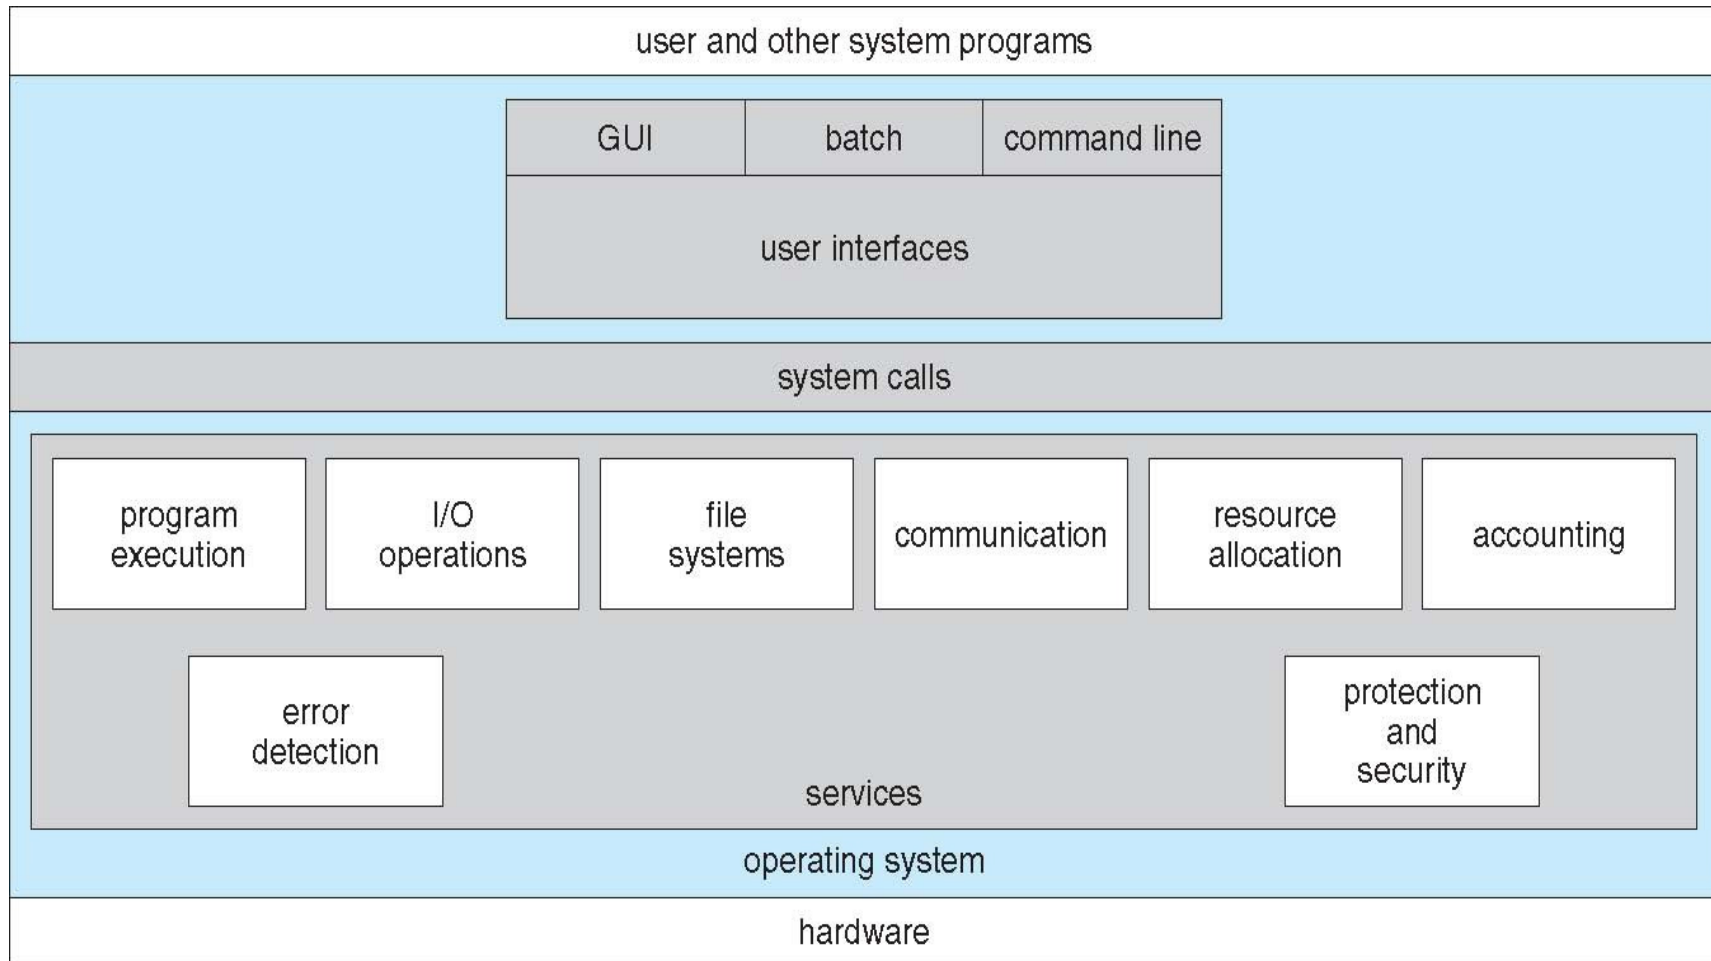 user and other system programs
GUI
batch
command line
user interfaces
system calls
program
execution
I/O
operations
file
systems
communication
resource
allocation
accounting
error
detection
protection
and
security
services
operating system
hardware